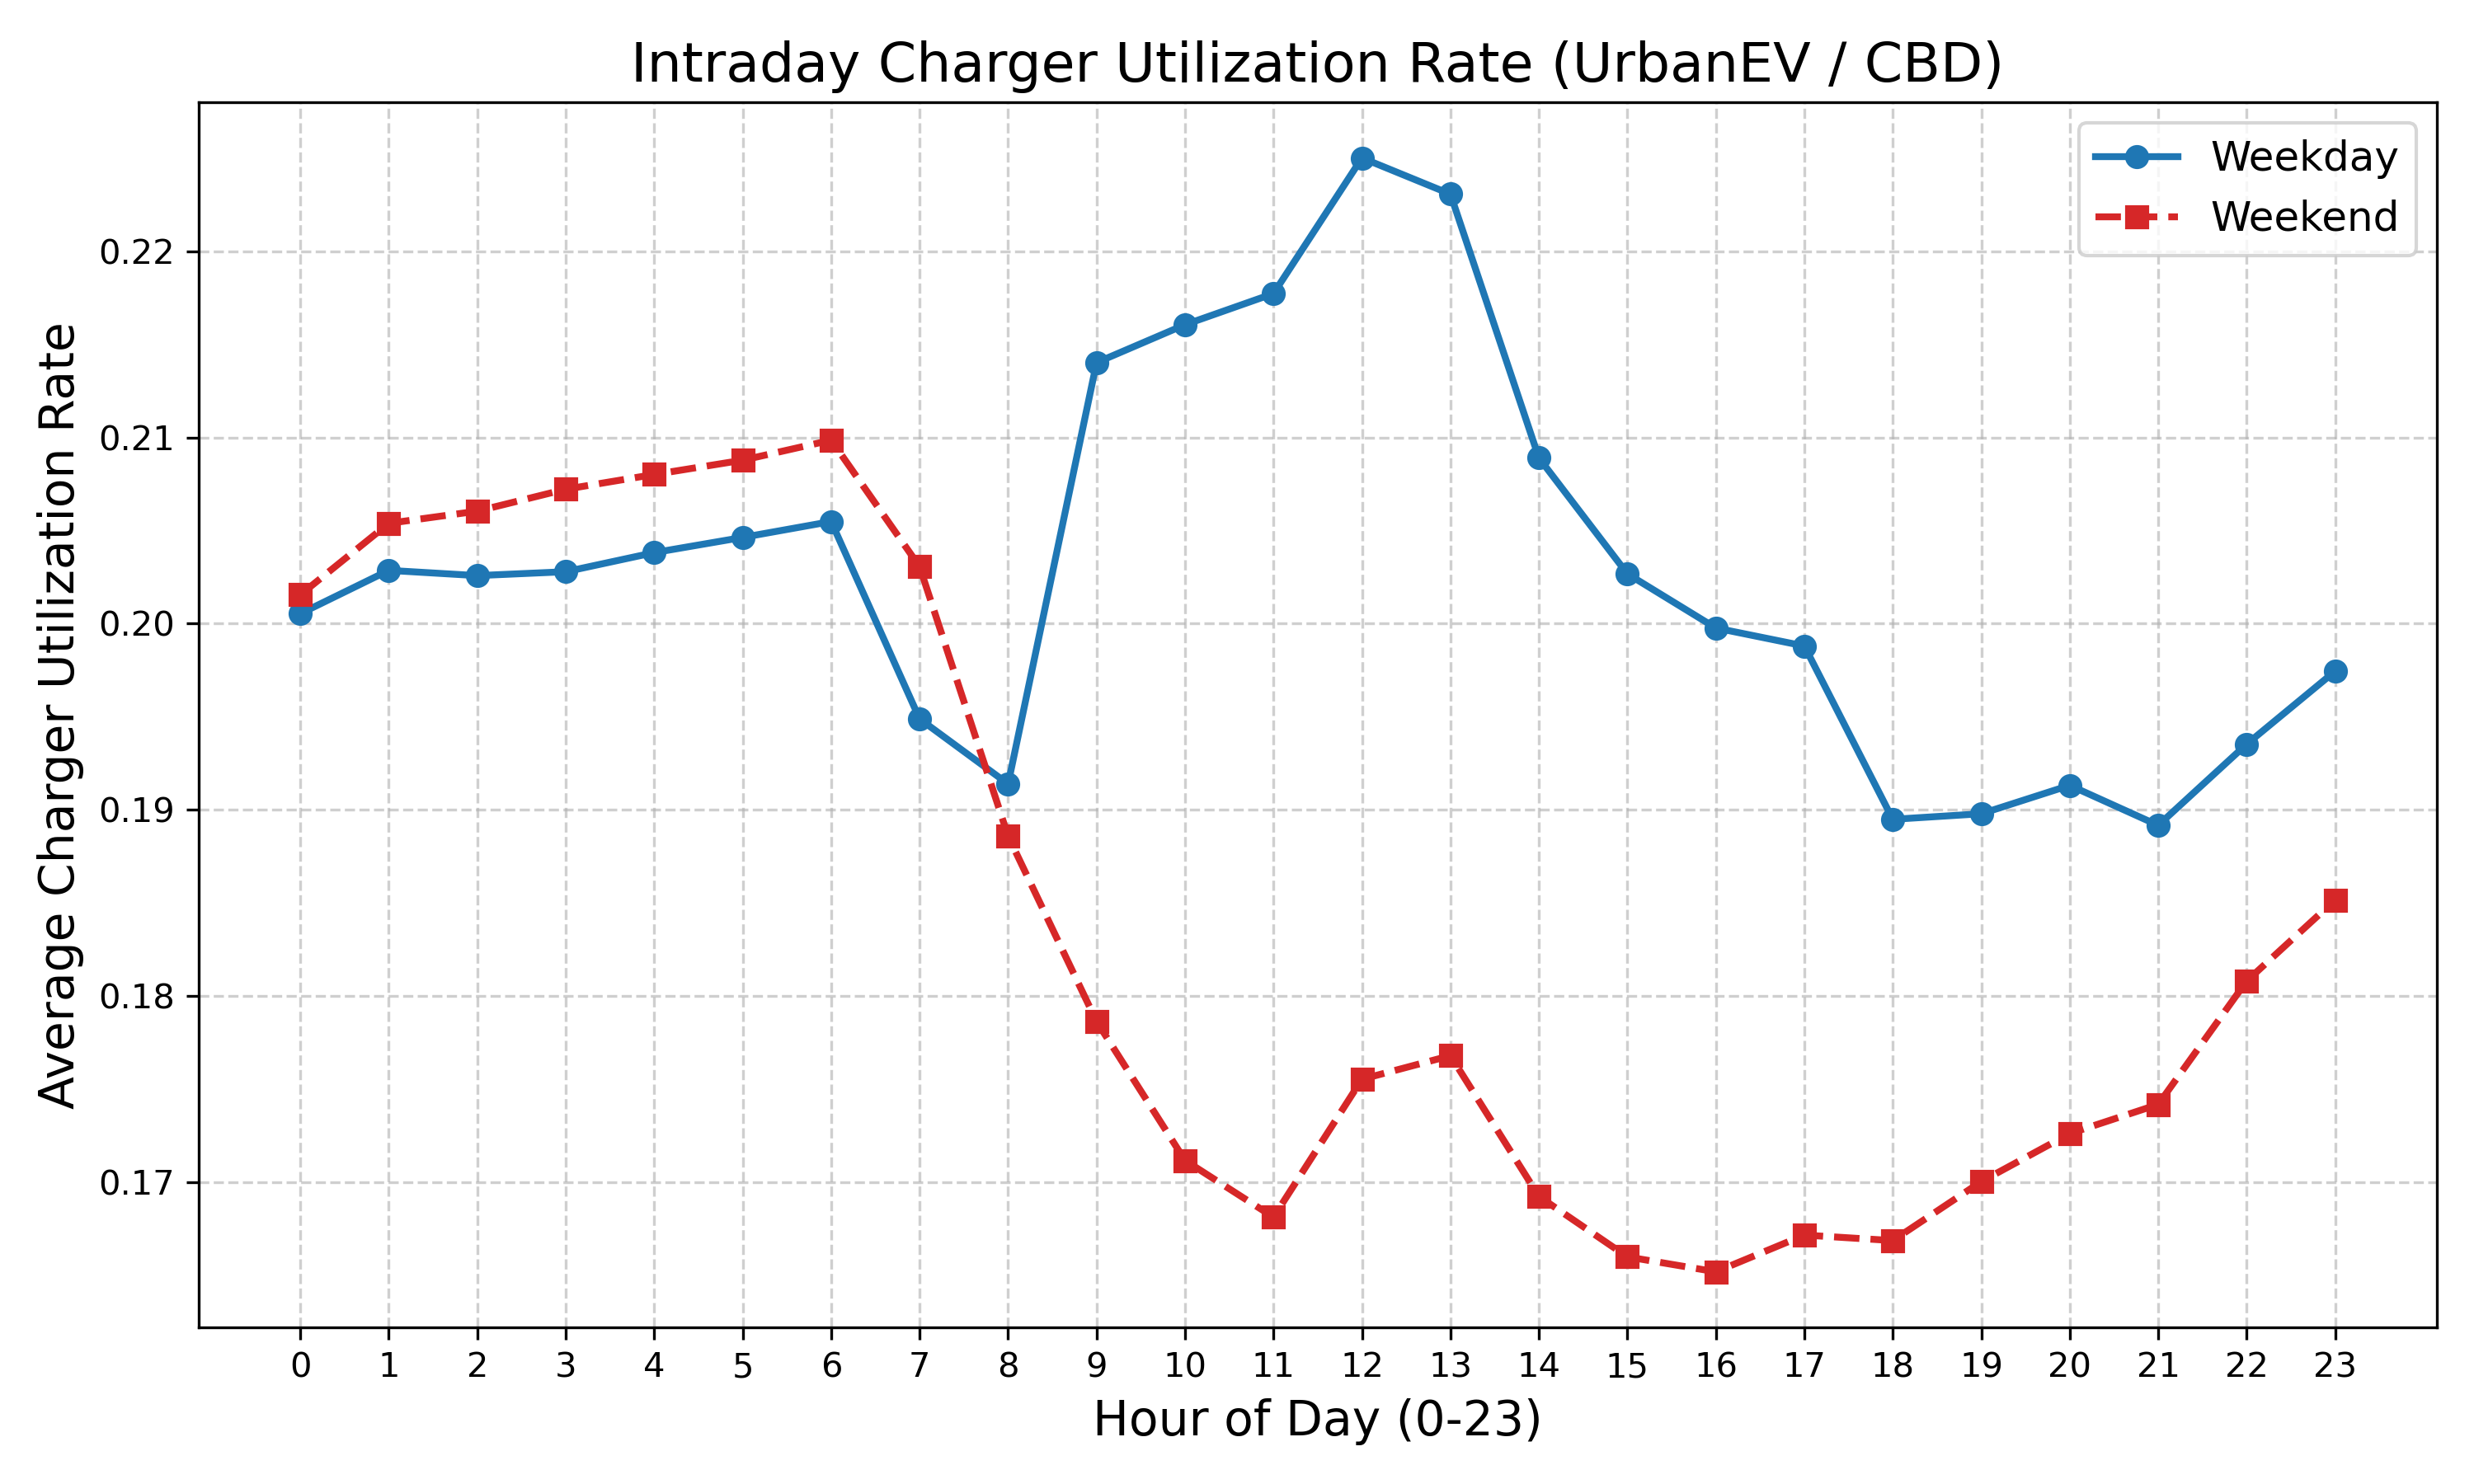 Intraday Charger Utilization Rate (UrbanEV / CBD)
Weekday
Weekend
Average Charger Utilization Rate
0.22
0.21
0.20
0.19
0.18
0.17
0 1 2 3 4 5 6 7 8 9 10 11 12 13 14 15 16 17 18 19 20 21 22 23
Hour of Day (0-23)